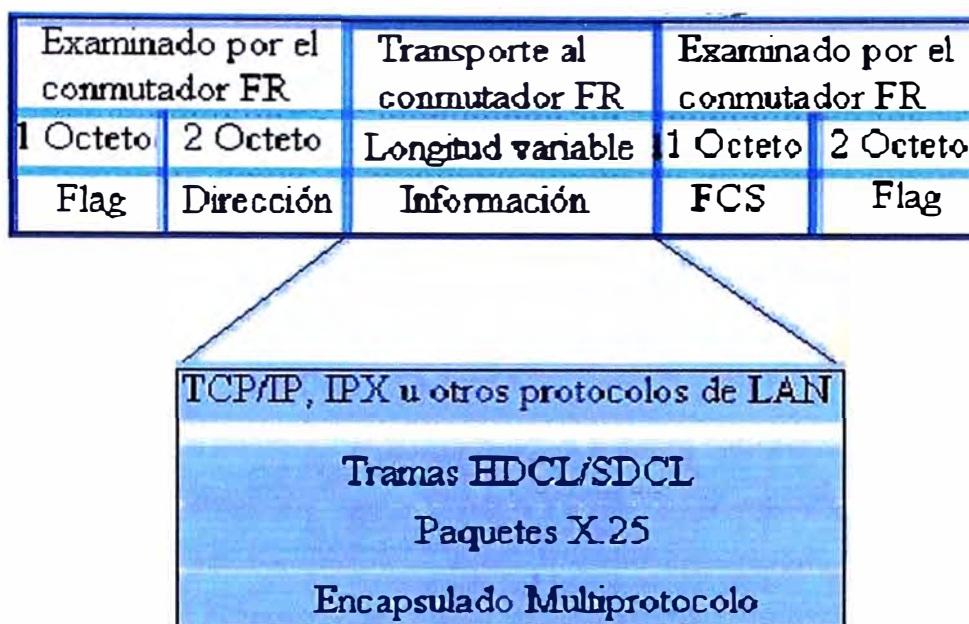 Examinado por el
conmutador FR
Transporte al
conmutador FR
Examinado por el
conmutador FR
1 Octeto
2 Octeto
Longitud variable
1 Octeto
2 Octeto
Flag
Dirección
Información
FCS
Flag
TCP/IP, IPX u otros protocolos de LAN
Tramas HDCL/SDCL
Paquetes X.25
Encapsulado Multiprotocolo